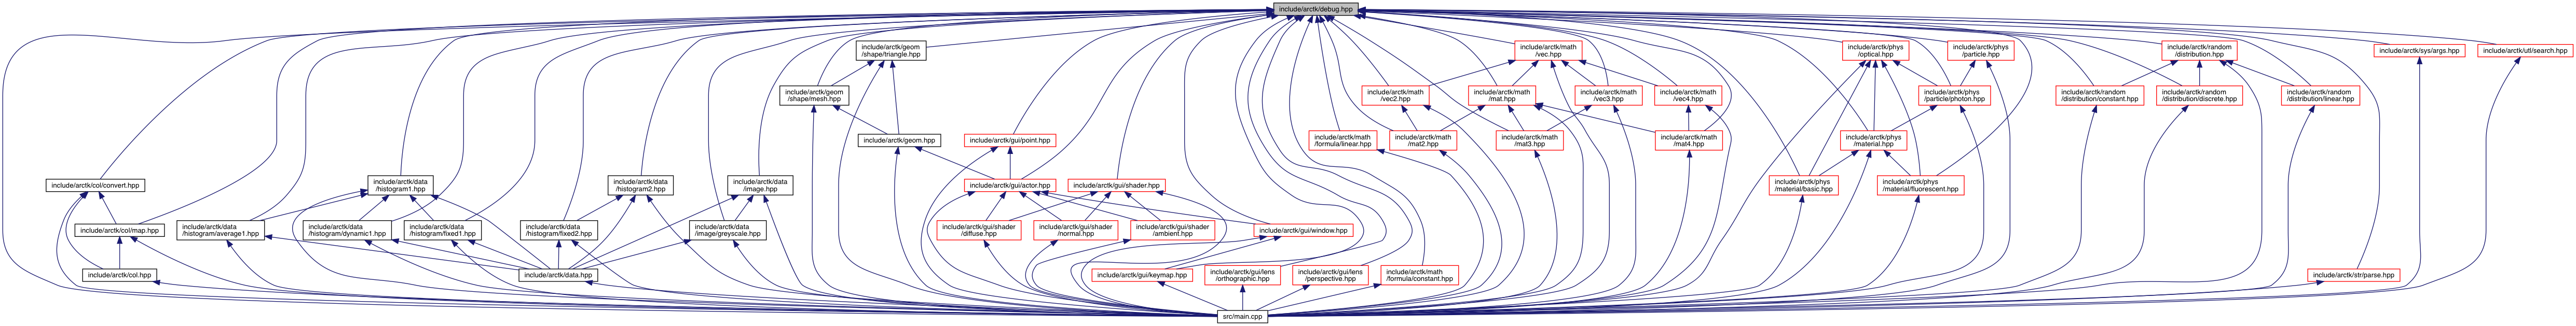 include/arctk/debug.hpp
include/arctk/geom
/shape/triangle.hpp
include/arctk/math
/vec.hpp
include/arctk/phys
/optical.hpp
include/arctk/phys
/particle.hpp
include/arctk/random
/distribution.hpp
include/arctk/sys/args.hpp
include/arctk/utl/search.hpp
include/arctk/geom
/shape/mesh.hpp
include/arctk/math
/vec2.hpp
include/arctk/math
/mat.hpp
include/arctk/math
/vec3.hpp
include/arctk/math
/vec4.hpp
include/arctk/phys
/particle/photon.hpp
include/arctk/random
/distribution/constant.hpp
include/arctk/random
/distribution/discrete.hpp
include/arctk/random
/distribution/linear.hpp
include/arctk/geom.hpp
include/arctk/gui/point.hpp
include/arctk/math
/formula/linear.hpp
include/arctk/math
/mat2.hpp
include/arctk/math
/mat3.hpp
include/arctk/math
/mat4.hpp
include/arctk/phys
/material.hpp
include/arctk/col/convert.hpp
include/arctk/data
/histogram1.hpp
include/arctk/data
/histogram2.hpp
include/arctk/data
/image.hpp
include/arctk/gui/actor.hpp
include/arctk/gui/shader.hpp
include/arctk/phys
/material/basic.hpp
include/arctk/phys
/material/fluorescent.hpp
include/arctk/col/map.hpp
include/arctk/data
/histogram/average1.hpp
include/arctk/data
/histogram/dynamic1.hpp
include/arctk/data
/histogram/fixed1.hpp
include/arctk/data
/histogram/fixed2.hpp
include/arctk/data
/image/greyscale.hpp
include/arctk/gui/shader
/diffuse.hpp
include/arctk/gui/shader
/normal.hpp
include/arctk/gui/shader
/ambient.hpp
include/arctk/gui/window.hpp
include/arctk/col.hpp
include/arctk/data.hpp
include/arctk/gui/keymap.hpp
include/arctk/gui/lens
/orthographic.hpp
include/arctk/gui/lens
/perspective.hpp
include/arctk/math
/formula/constant.hpp
include/arctk/str/parse.hpp
src/main.cpp